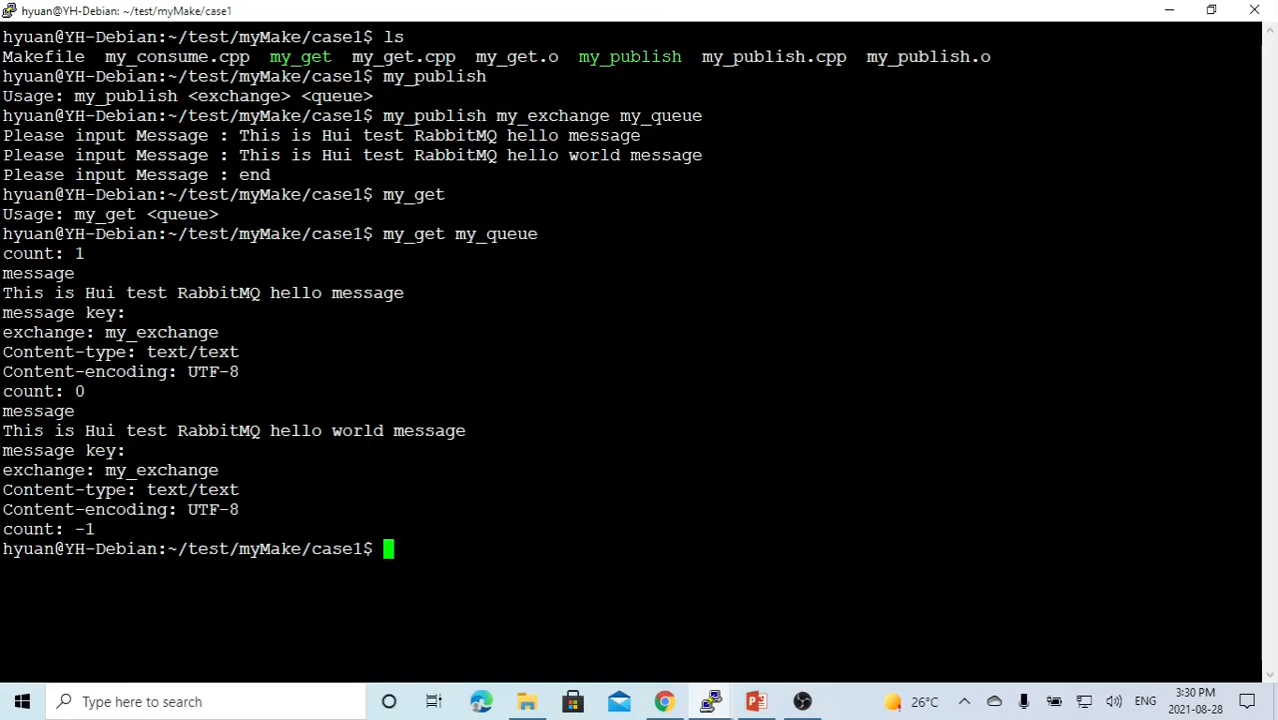 hyuan@YH-Debian: ~/test/myMake/case1
hyuan@YH-Debian:~/test/myMake/case1$ ls
Makefile my_consume.cpp my_get my_get.cpp my_get.o my_publish my_publish.cpp my_publish.o
hyuan@YH-Debian:~/test/myMake/case1$ my_publish
Usage: my_publish <exchange> <queue>
hyuan@YH-Debian:~/test/myMake/case1$ my_publish my_exchange my_queue
Please input Message : This is Hui test RabbitMQ hello message
Please input Message : This is Hui test RabbitMQ hello world message
Please input Message : end
hyuan@YH-Debian:~/test/myMake/case1$ my_get
Usage: my_get <queue>
hyuan@YH-Debian:~/test/myMake/case1$ my_get my_queue
count: 1
message
This is Hui test RabbitMQ hello message
message key:
exchange: my_exchange
Content-type: text/text
Content-encoding: UTF-8
count: 0
message
This is Hui test RabbitMQ hello world message
message key:
exchange: my_exchange
Content-type: text/text
Content-encoding: UTF-8
count: -1
hyuan@YH-Debian:~/test/myMake/case1$
Type here to search
26°C
ENG
3:30 PM
2021-08-28